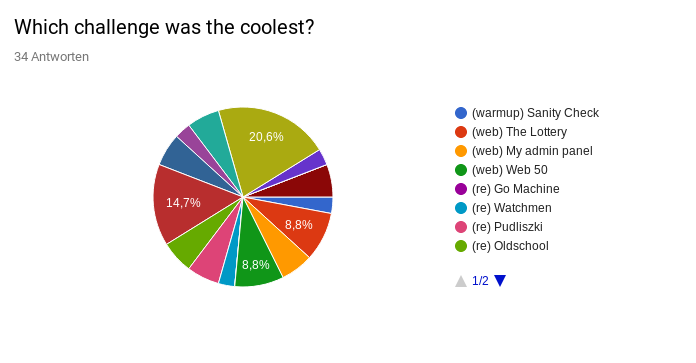 Which challenge was the coolest?
34 Antworten
20,6%
14,7%
8,8%
8,8%
(warmup) Sanity Check
(web) The Lottery
(web) My admin panel
(web) Web 50
(re) Go Machine
(re) Watchmen
(re) Pudliszki
(re) Oldschool
1/2